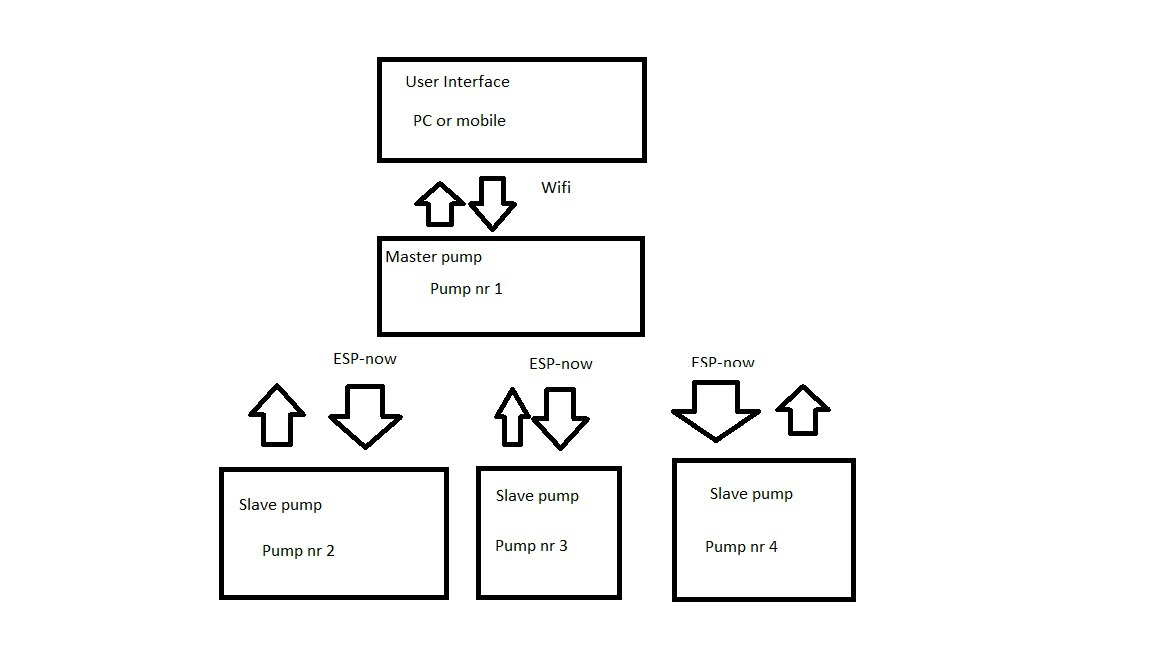 User Interface
PC or mobile
Wifi
Master pump
Pump nr 1
ESP-now
ESP-now
ESP-now
Slave pump
Pump nr 2
Slave pump
Pump nr 3
Slave pump
Pump nr 4